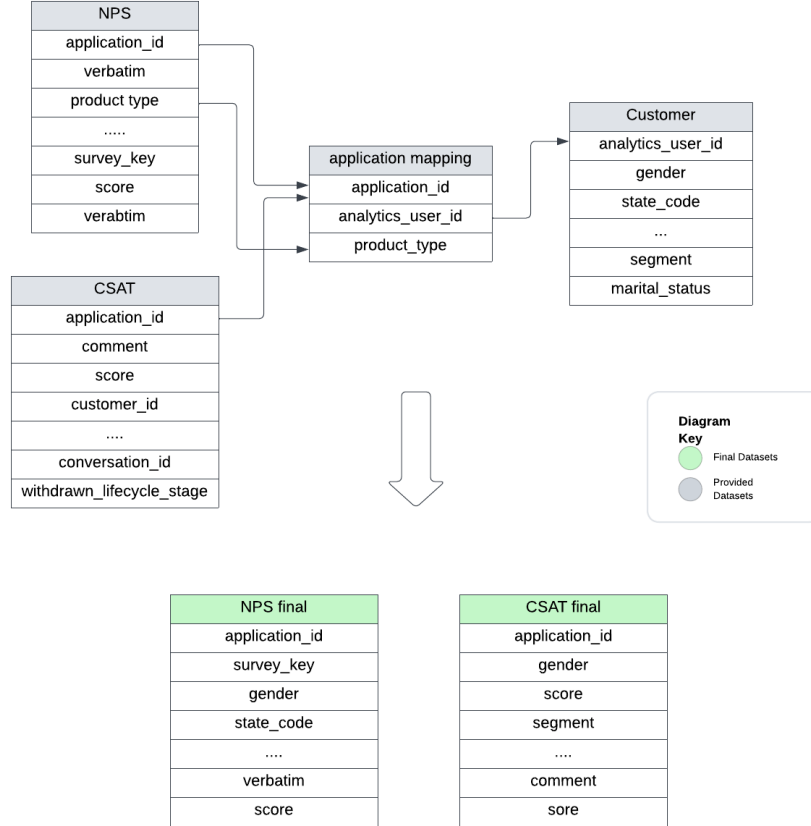 NPS
application_id
verbatim
product type
.....
survey_key
score
verabtim
application mapping
application_id
analytics_user_id
product_type
Customer
analytics_user_id
gender
state_code
...
segment
marital_status
CSAT
application_id
comment
score
customer_id
....
conversation_id
withdrawn_lifecycle_stage
Diagram
Key
Final Datasets
Provided
Datasets
NPS final
application_id
survey_key
gender
state_code
....
verbatim
score
CSAT final
application_id
gender
score
segment
....
comment
sore